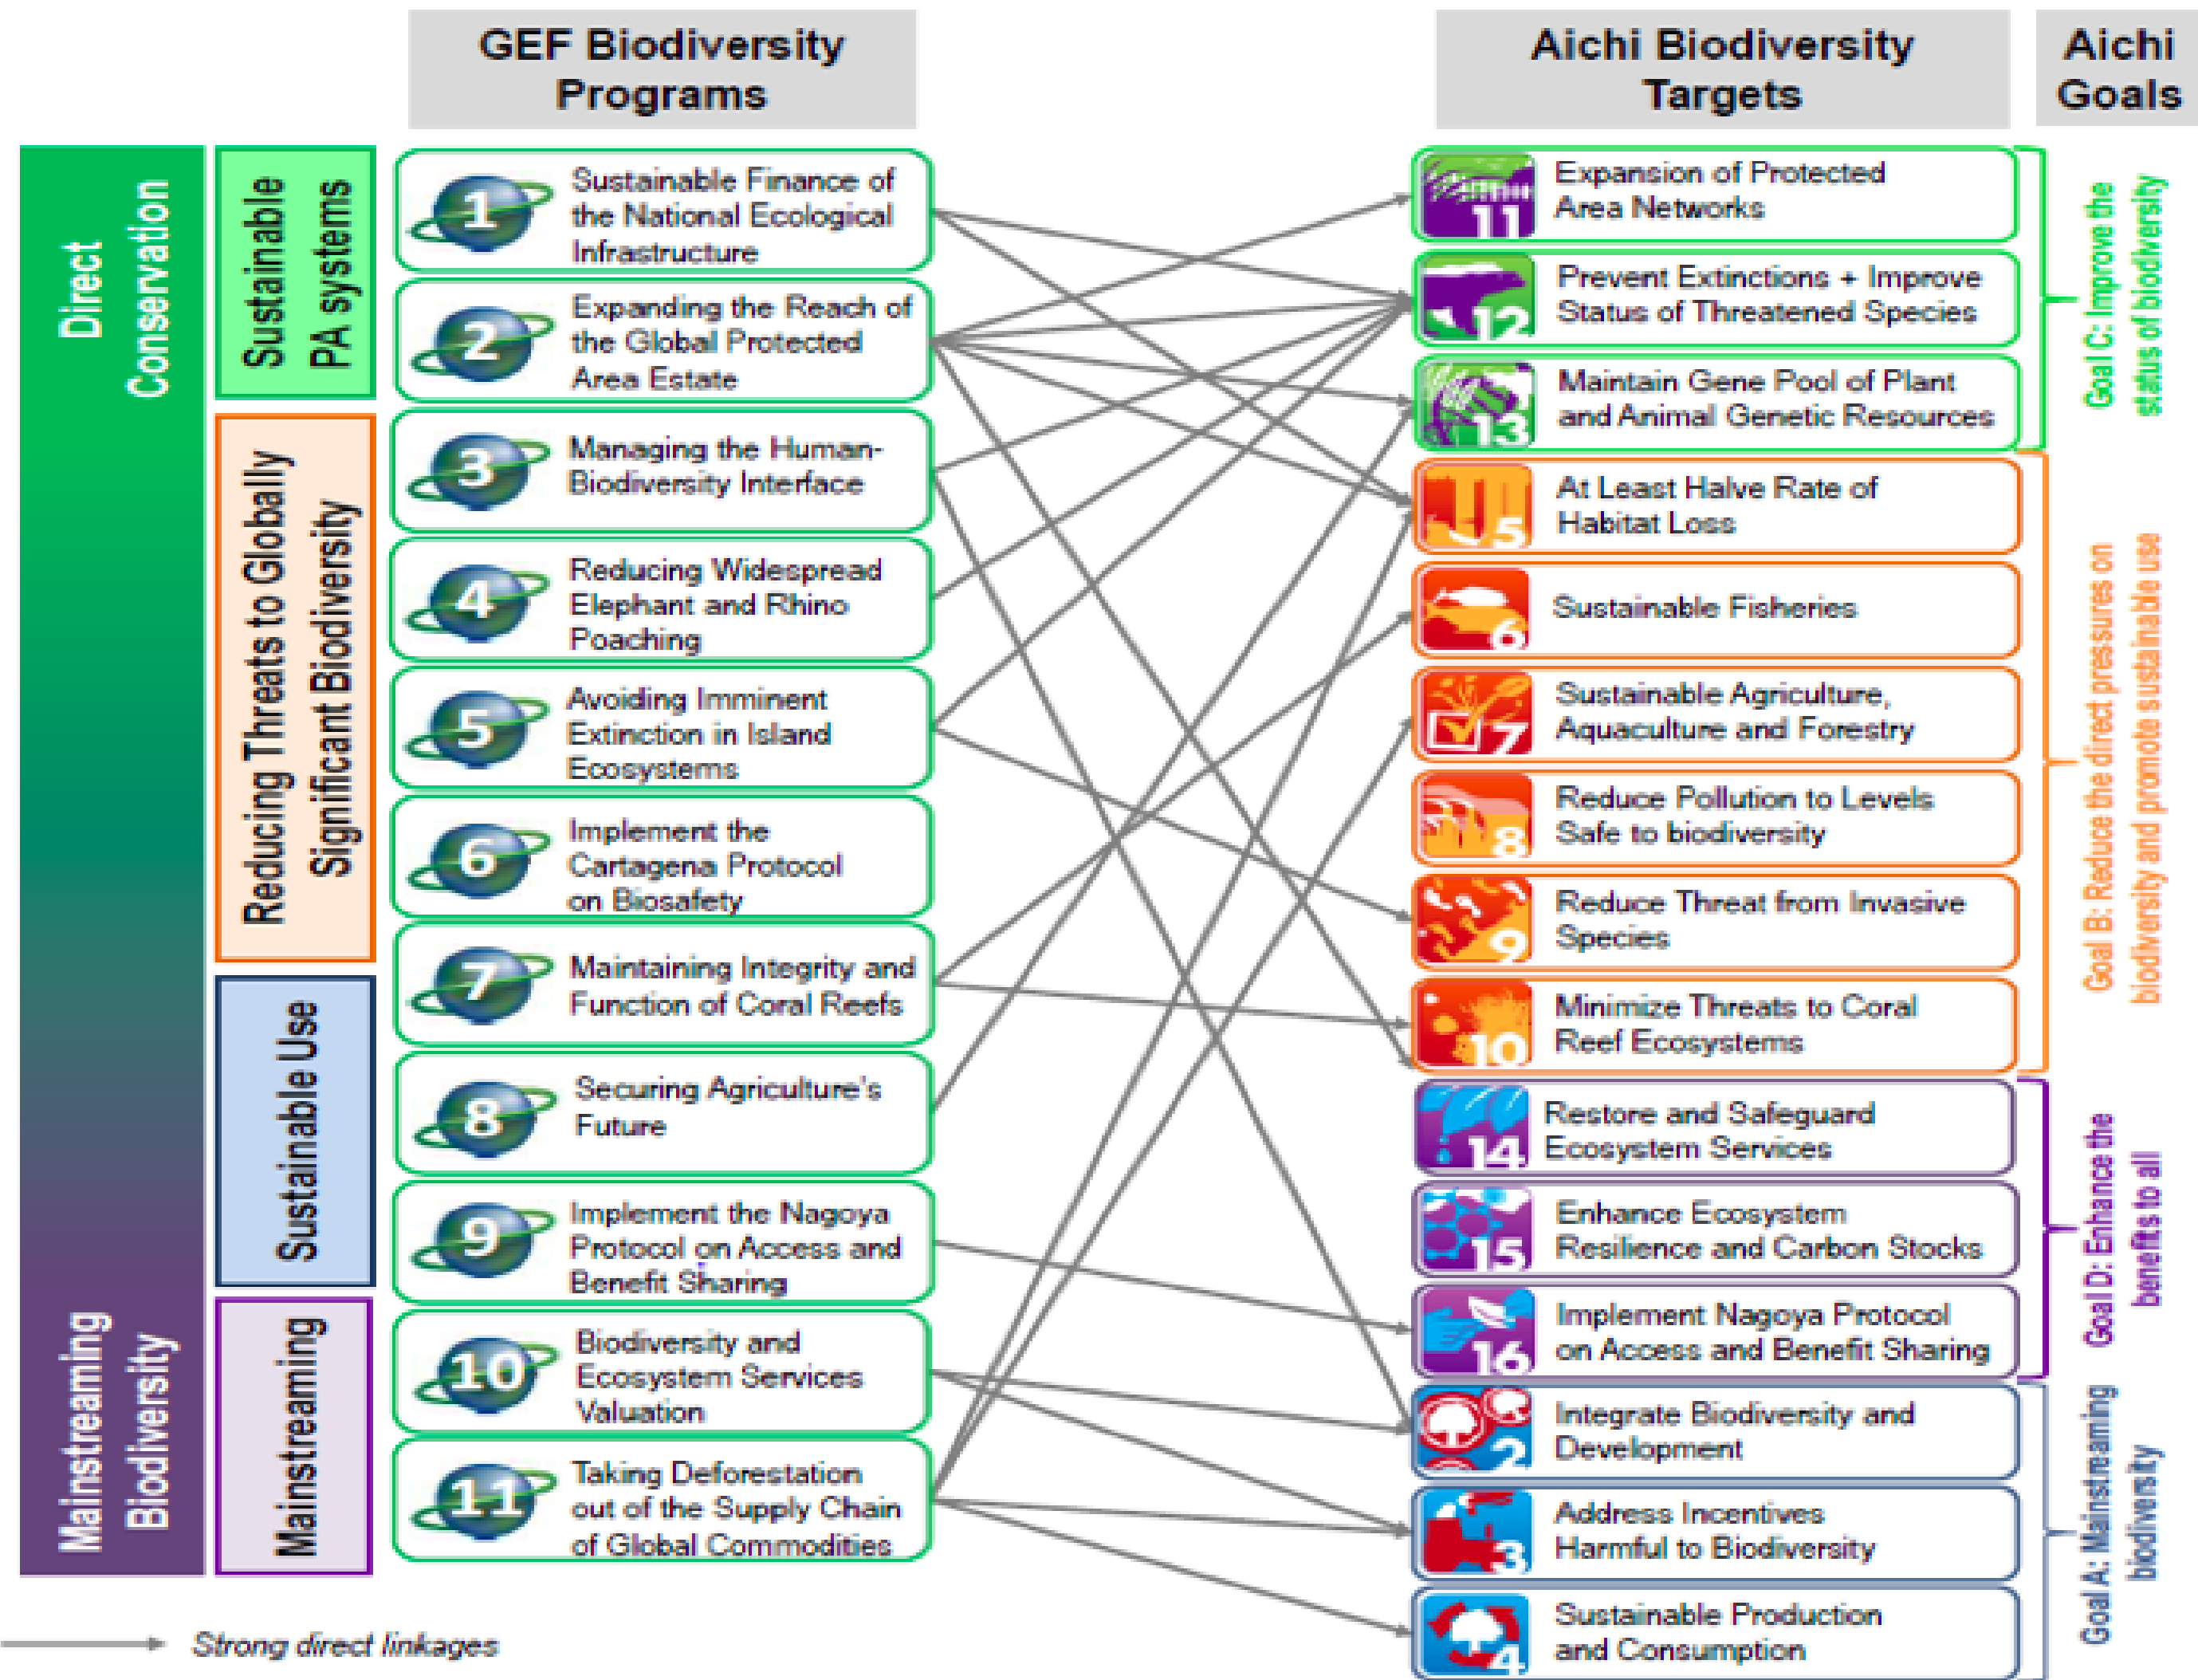 GEF Biodiversity
Programs
Aichi Biodiversity
Targets
Aichi
Goals
Direct
Conservation
Mainstreaming
Biodiversity
Sustainable
PA systems
Reducing Threats to Globally
Significant Biodiversity
Sustainable Use
Mainstreaming
1
Sustainable Finance of
the National Ecological
Infrastructure
2
Expanding the Reach of
the Global Protected
Area Estate
3
Managing the Human-
Biodiversity Interface
4
Reducing Widespread
Elephant and Rhino
Poaching
5
Avoiding Imminent
Extinction in Island
Ecosystems
6
Implement the
Cartagena Protocol
on Biosafety
7
Maintaining Integrity and
Function of Coral Reefs
8
Securing Agriculture's
Future
9
Implement the Nagoya
Protocol on Access and
Benefit Sharing
10
Biodiversity and
Ecosystem Services
Valuation
11
Taking Deforestation
out of the Supply Chain
of Global Commodities
11
Expansion of Protected
Area Networks
12
Prevent Extinctions + Improve
Status of Threatened Species
13
Maintain Gene Pool of Plant
and Animal Genetic Resources
5
At Least Halve Rate of
Habitat Loss
6
Sustainable Fisheries
7
Sustainable Agriculture,
Aquaculture and Forestry
8
Reduce Pollution to Levels
Safe to biodiversity
9
Reduce Threat from Invasive
Species
10
Minimize Threats to Coral
Reef Ecosystems
14
Restore and Safeguard
Ecosystem Services
15
Enhance Ecosystem
Resilience and Carbon Stocks
16
Implement Nagoya Protocol
on Access and Benefit Sharing
2
Integrate Biodiversity and
Development
3
Address Incentives
Harmful to Biodiversity
4
Sustainable Production
and Consumption
Goal C: Improve the
status of biodiversity
Goal B: Reduce the direct pressures on
biodiversity and promote sustainable use
Goal D: Enhance the
benefits to all
Goal A: Mainstreaming
biodiversity
Strong direct linkages